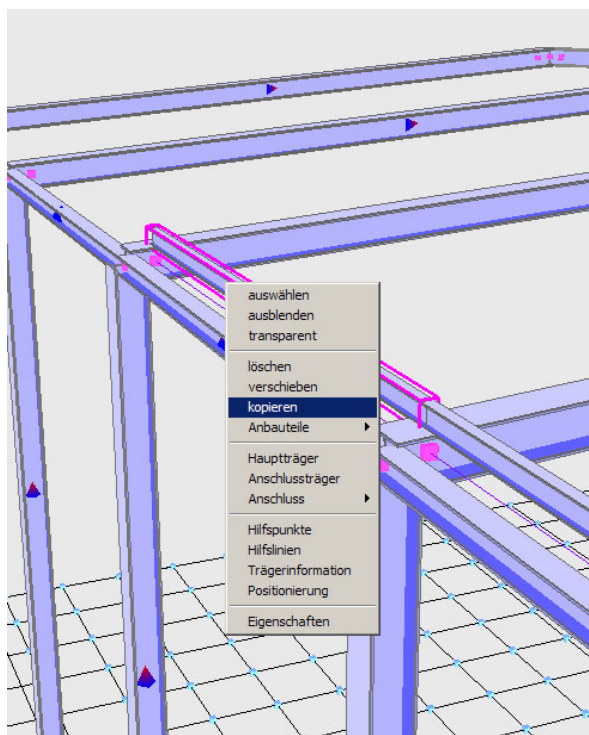 auswählen
ausblenden
transparent
löschen
verschieben
kopieren
Anbauteile
Hauptträger
Anschlussträger
Anschluss
Hilfspunkte
Hilfslinien
Trägerinformation
Positionierung
Eigenschaften